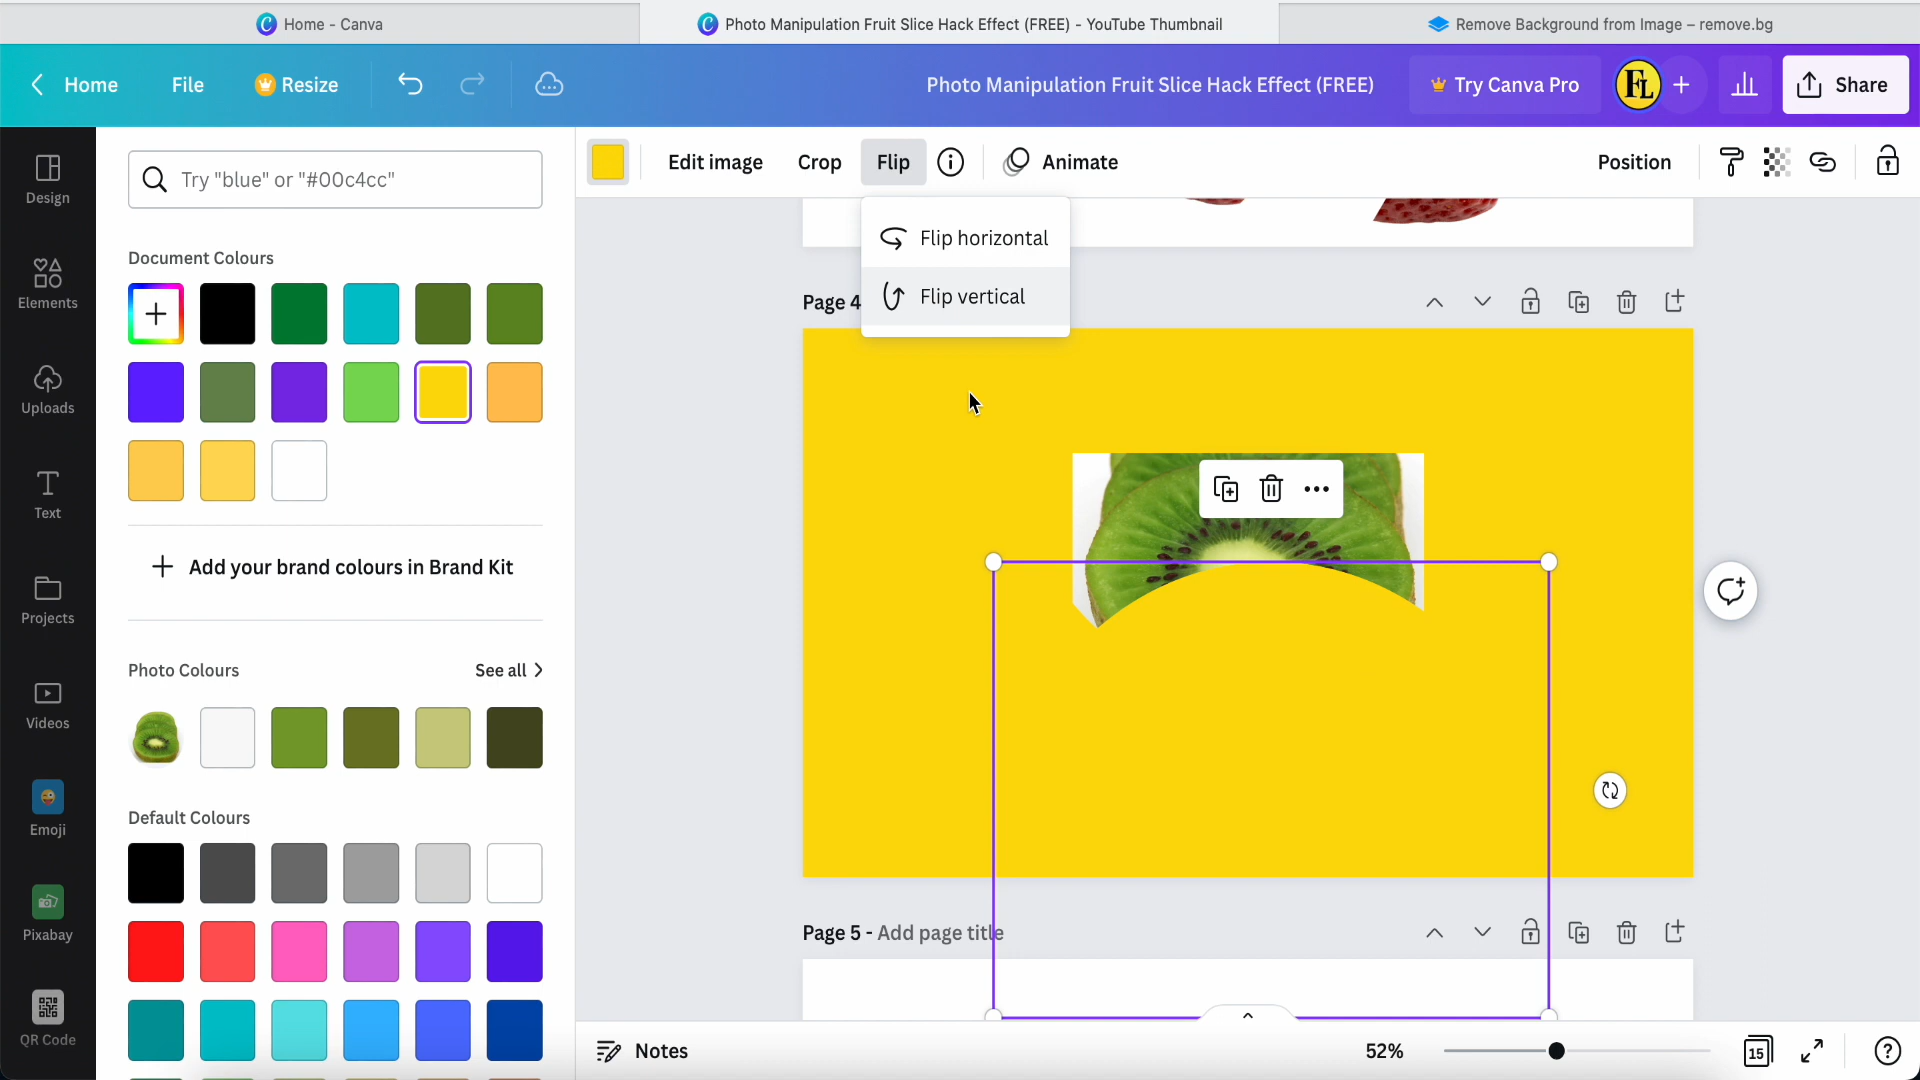 Home - Canva
Photo Manipulation Fruit Slice Hack Effect (FREE) - YouTube Thumbnail
Remove Background from Image – remove.bg
Home
File
Resize
Photo Manipulation Fruit Slice Hack Effect (FREE)
Try Canva Pro
FL
Share
Design
Elements
Uploads
Text
Projects
Videos
Emoji
Pixabay
QR Code
Try "blue" or "#00c4cc"
Document Colours
Add your brand colours in Brand Kit
Photo Colours
See all
Default Colours
Edit image
Crop
Flip
Animate
Position
Flip horizontal
Flip vertical
Page 4
Page 5 - Add page title
Notes
52%
15